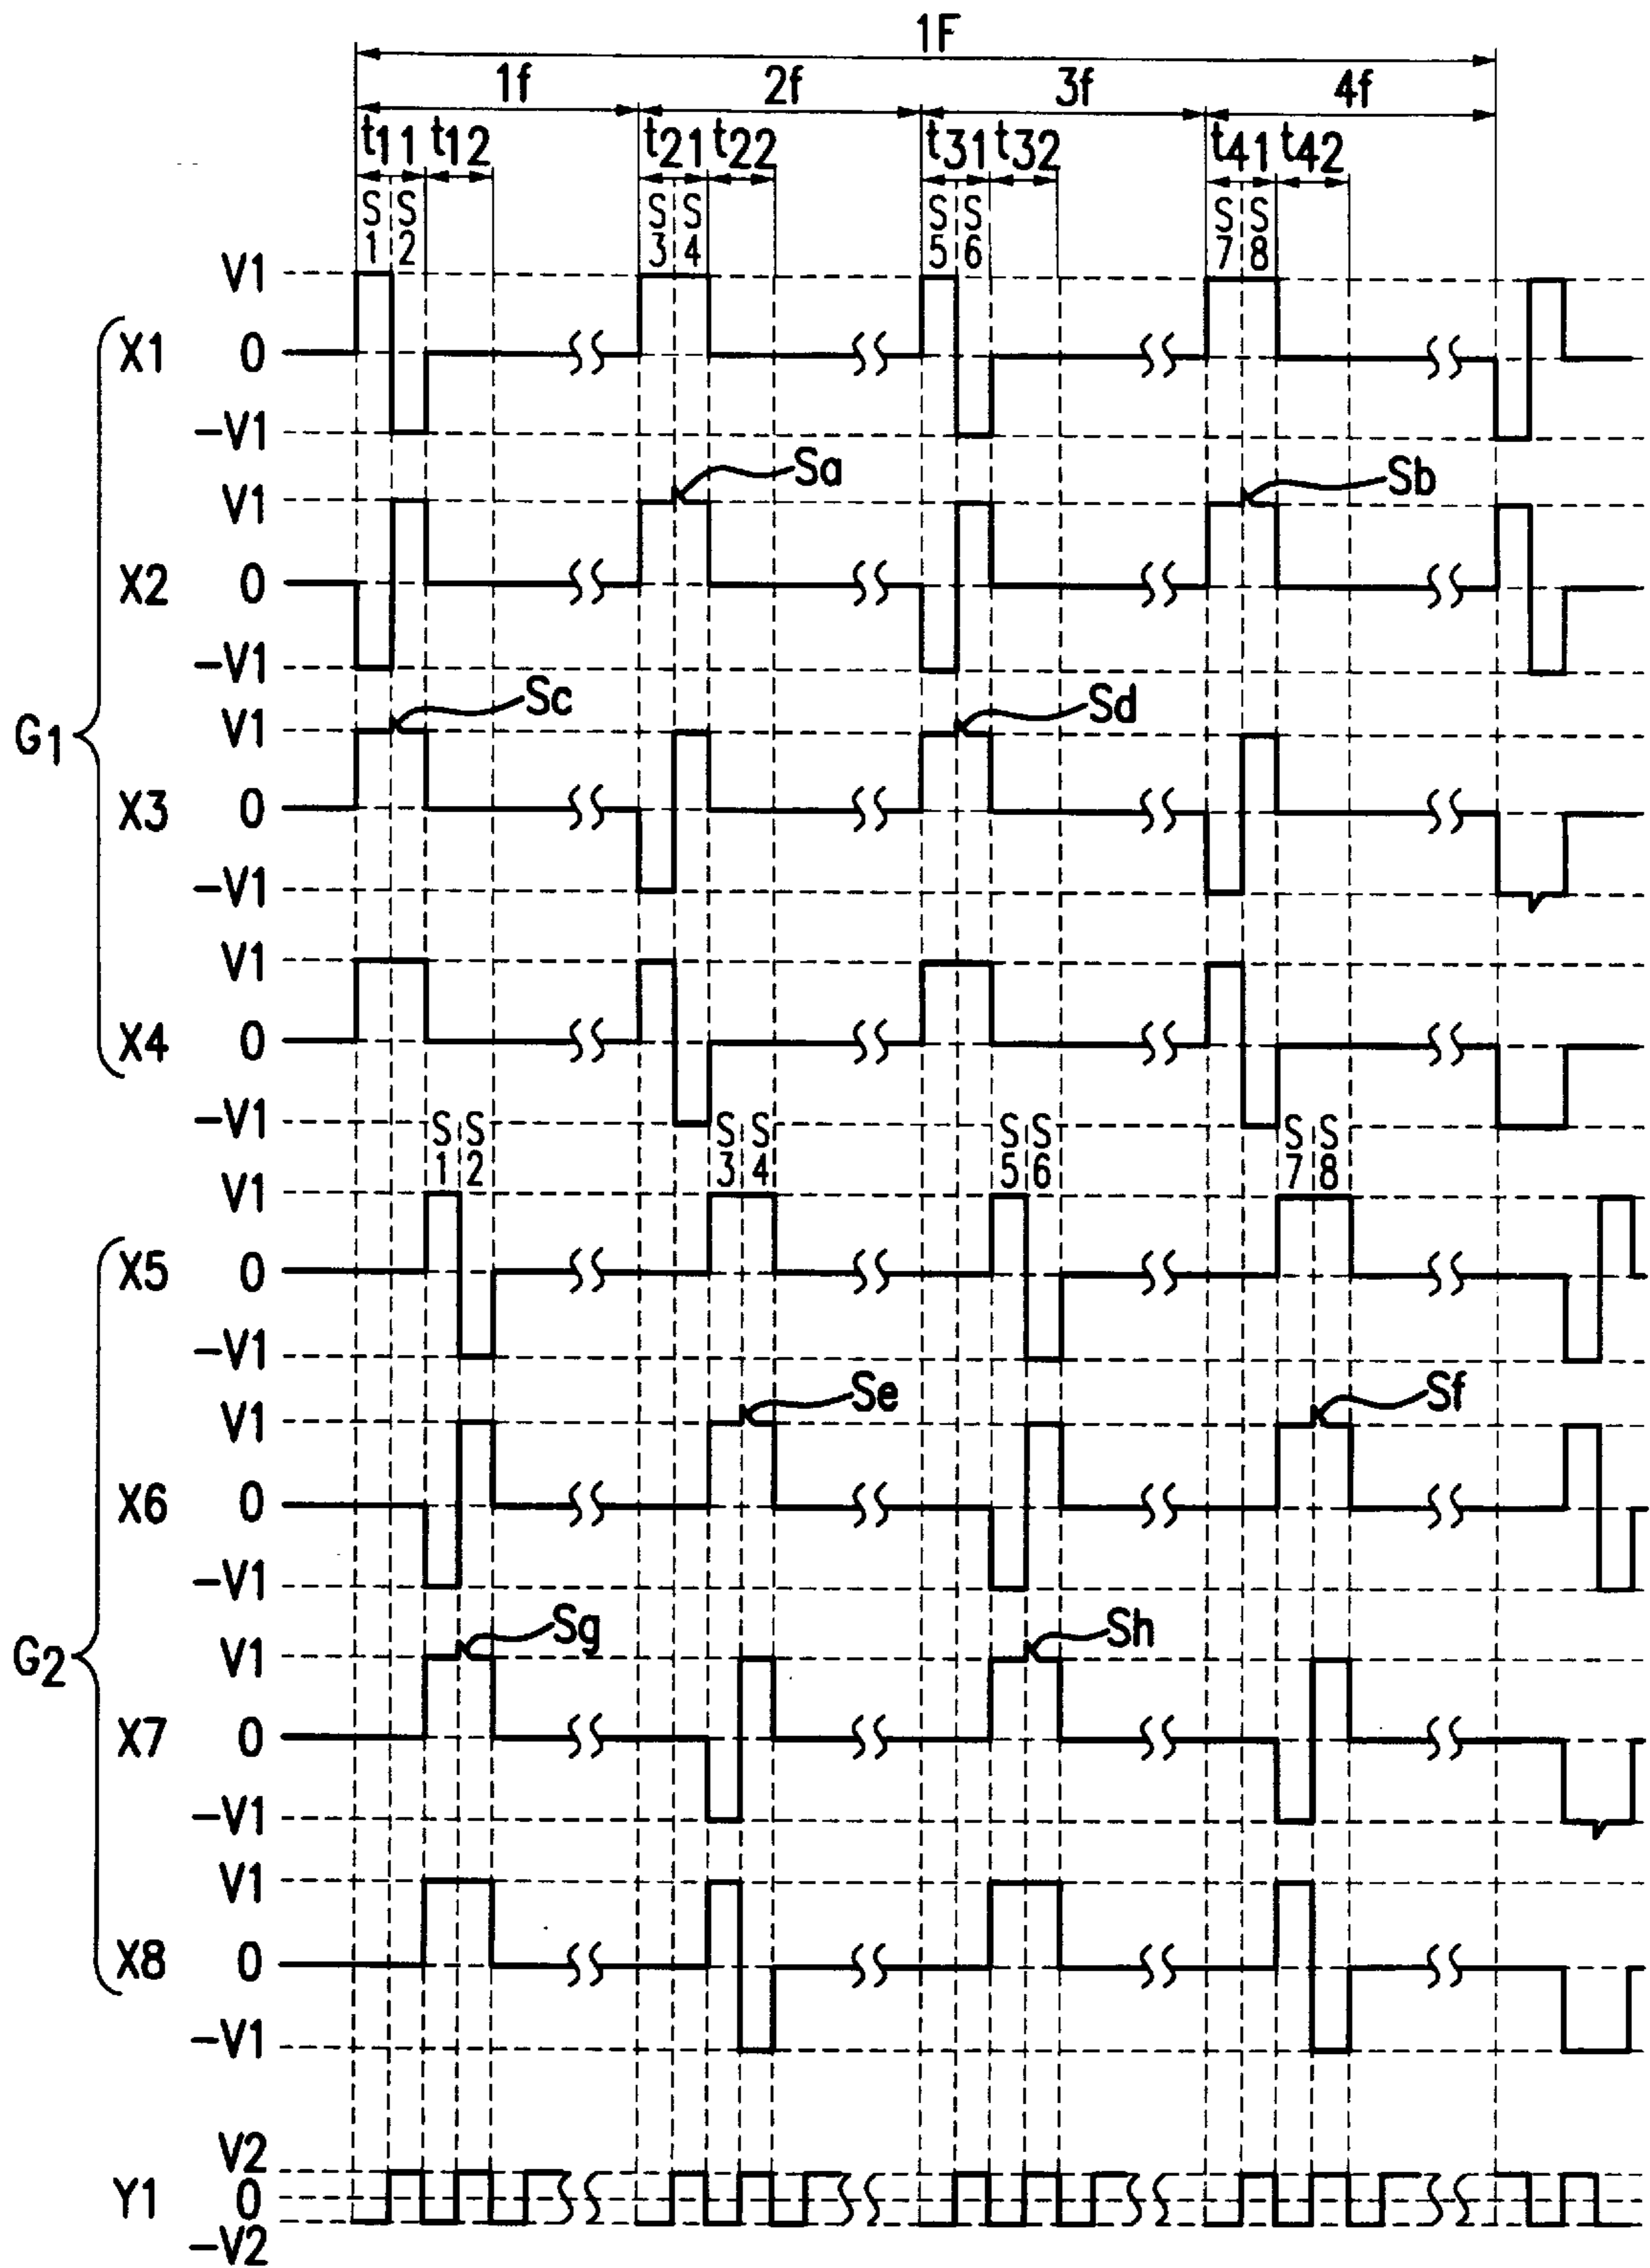 1F
1f 2f 3f 4f
t11 t12 t21 t22 t31 t32 t41 t42
S1 S2 S3 S4 S5 S6 S7 S8
G1
V1
X1 0
-V1
Sa Sb
V1
X2 0
-V1
Sc Sd
V1
X3 0
-V1
V1
X4 0
-V1
S1 S2 S3 S4 S5 S6 S7 S8
G2
V1
X5 0
-V1
Se Sf
V1
X6 0
-V1
Sg Sh
V1
X7 0
-V1
V1
X8 0
-V1
V2
Y1 0
-V2